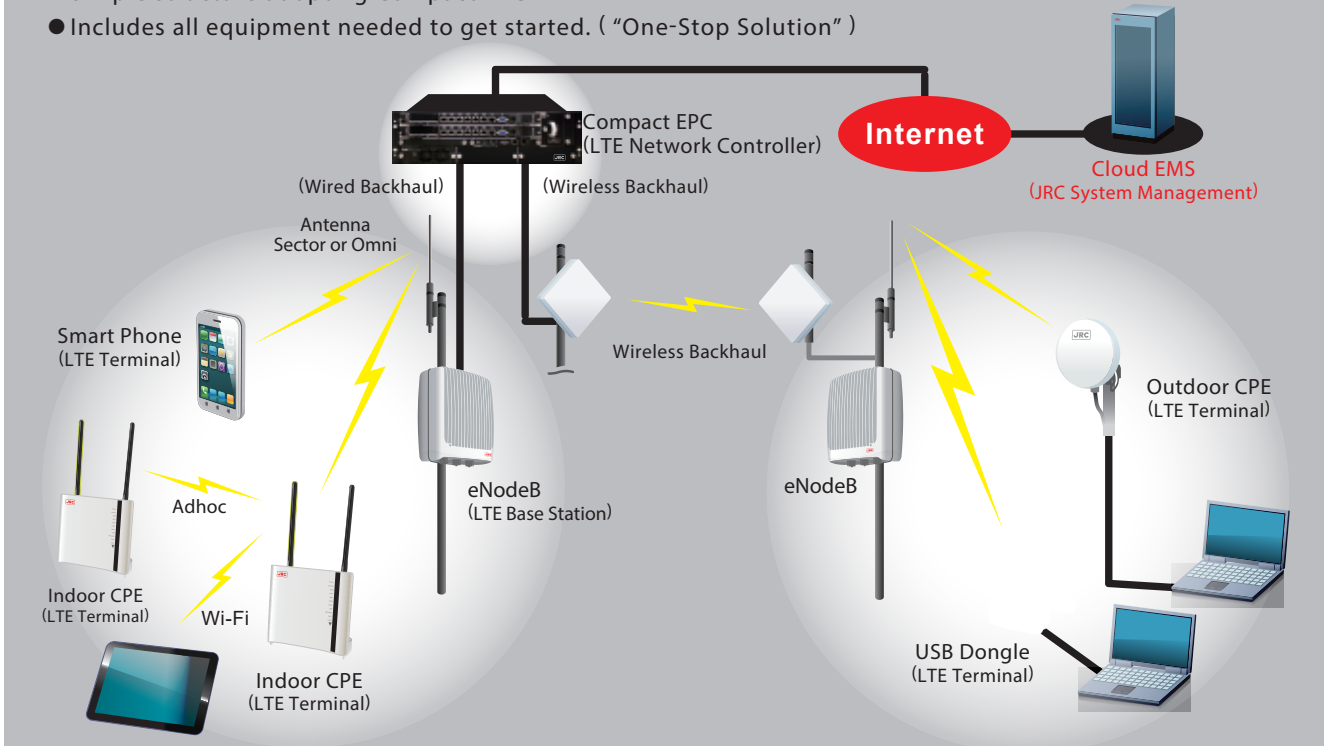 ● Includes all equipment needed to get started. ( “One-Stop Solution” )
Compact EPC
(LTE Network Controller)
JRC
Internet
Cloud EMS
(JRC System Management)
(Wired Backhaul)
(Wireless Backhaul)
Antenna
Sector or Omni
Smart Phone
(LTE Terminal)
Wireless Backhaul
JRC
Outdoor CPE
(LTE Terminal)
eNodeB
(LTE Base Station)
eNodeB
Adhoc
Indoor CPE
(LTE Terminal)
Wi-Fi
Indoor CPE
(LTE Terminal)
USB Dongle
(LTE Terminal)